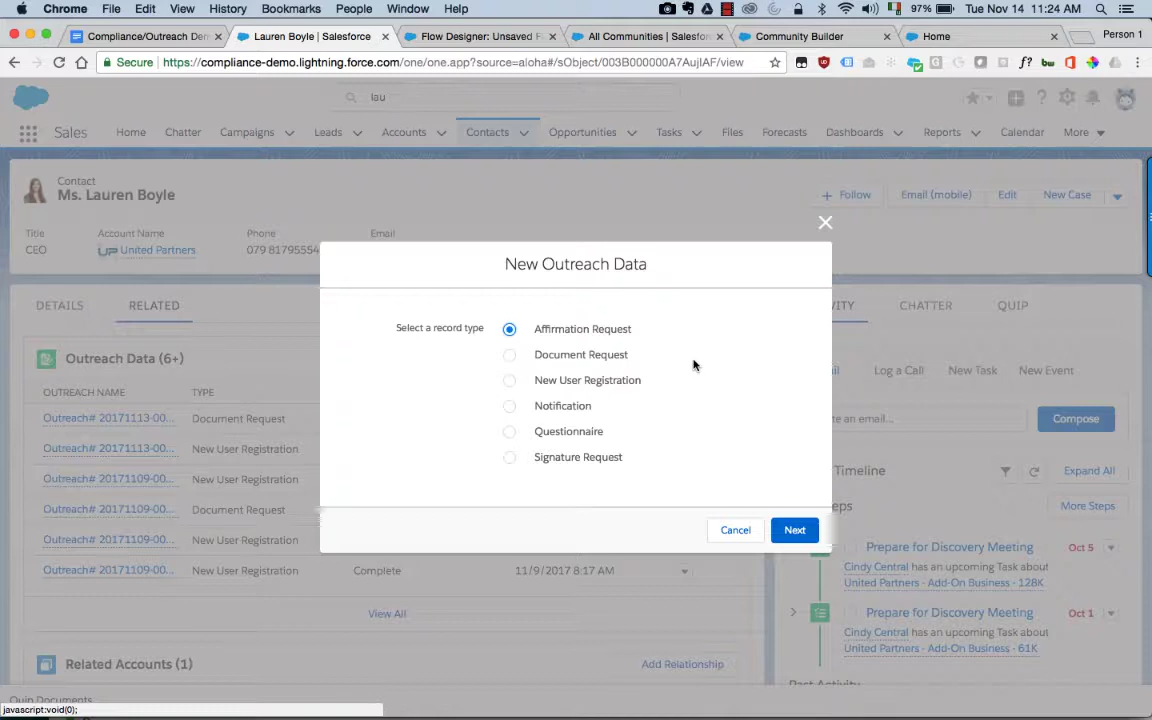 Chrome File Edit View History Bookmarks People Window Help 97% Tue Nov 14 11:24 AM
Compliance/Outreach Dem Lauren Boyle | Salesforce Flow Designer: Unsaved F All Communities | Salesfor Community Builder Home Person 1
Secure https://compliance-demo.lightning.force.com/one/one.app?source=aloha#/sObject/003B000000A7AujIAF/view
lau
Sales Home Chatter Campaigns Leads Accounts Contacts Opportunities Tasks Files Forecasts Dashboards Reports Calendar More
Contact
Ms. Lauren Boyle
+ Follow Email (mobile) Edit New Case
Title Account Name Phone Email
CEO United Partners 079 81795554
New Outreach Data
DETAILS RELATED CHATTER QUIP
Select a record type Affirmation Request
Document Request
New User Registration
Notification
Questionnaire
Signature Request
Cancel Next
Outreach Data (6+)
OUTREACH NAME TYPE
Outreach# 20171113-00... Document Request
Outreach# 20171113-00... New User Registration
Outreach# 20171109-00... New User Registration
Outreach# 20171109-00... Document Request
Outreach# 20171109-00... New User Registration
Outreach# 20171109-00... New User Registration Complete 11/9/2017 8:17 AM
View All
Related Accounts (1) Add Relationship
Log a Call New Task New Event
te an email... Compose
Timeline Expand All
More Steps
Prepare for Discovery Meeting Oct 5
Cindy Central has an upcoming Task about
United Partners - Add-On Business - 128K
Prepare for Discovery Meeting Oct 1
Cindy Central has an upcoming Task about
United Partners - Add-On Business - 61K
Past Activity
Quip Documents
javascript:void(0);